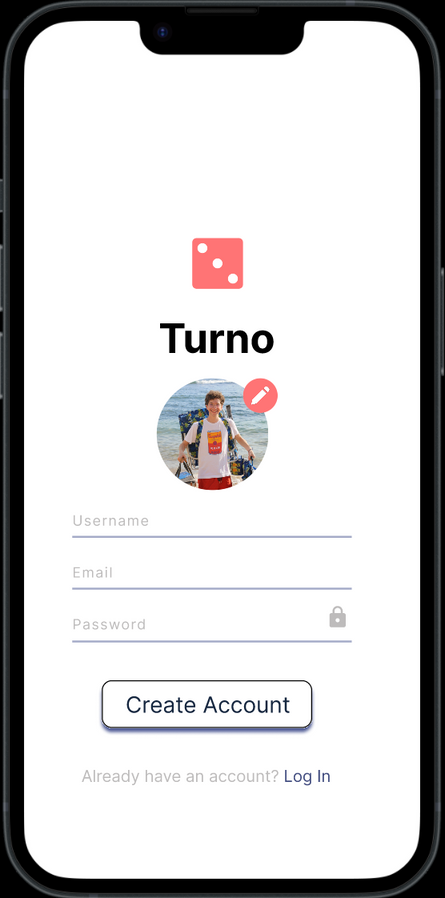 Turno
Username
Email
Password
Create Account
Already have an account? Log In